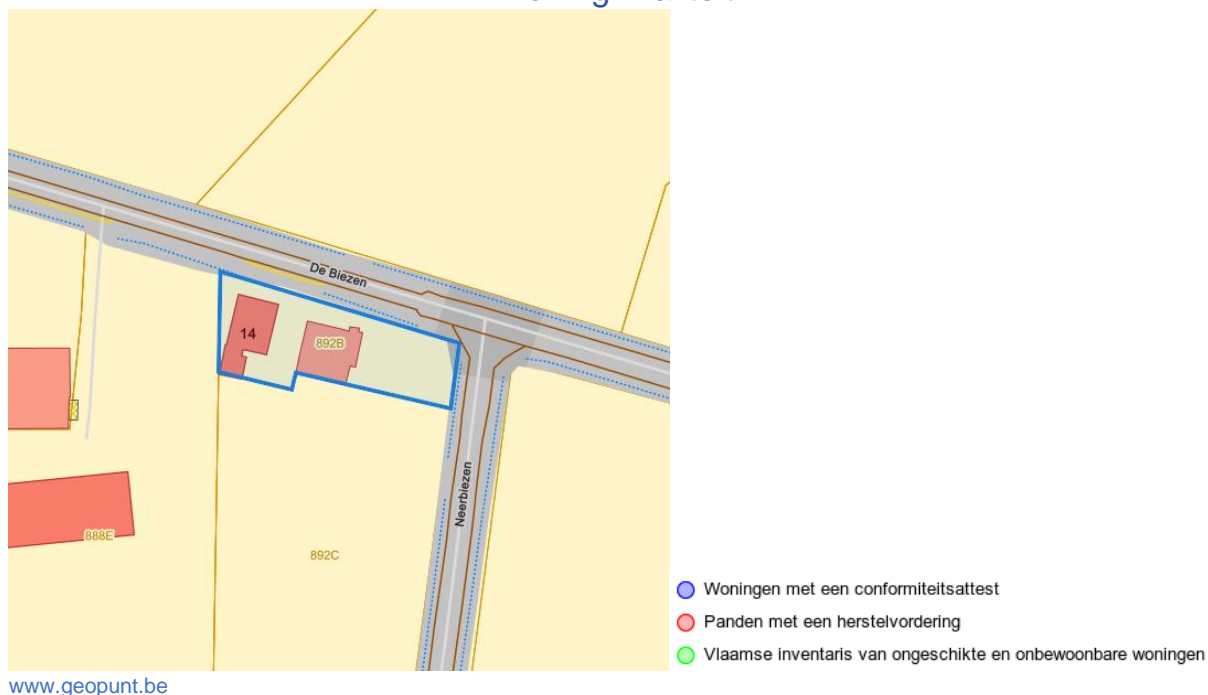 De Biezen
14
892B
Neerbiezen
888E
892C
Woningen met een conformiteitsattest
Panden met een herstelvordering
Vlaamse inventaris van ongeschikte en onbewoonbare woningen
www.geopunt.be